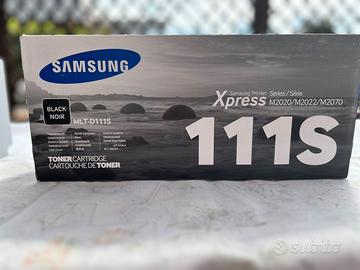 SAMSUNG
Samsung Printer
Xpress Series/Série
M2020/M2022/M2070
BLACK
NOIR
MLT-D111S
111S
TONER CARTRIDGE
CARTOUCHE DE TONER
subito